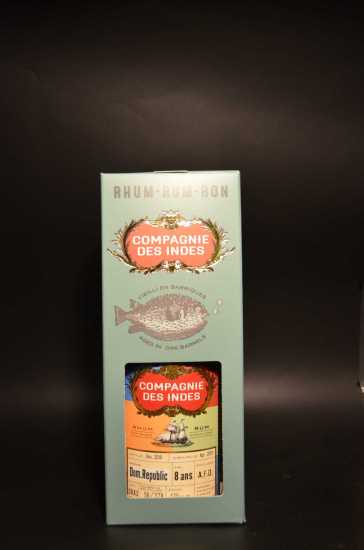 RHUM-RUM-RON
COMPAGNIE
DES INDES
VIEILLI EN BARRIQUES
AGED IN OAK BARRELS
COMPAGNIE
DES INDES
RHUM RUM
Dom. Republic 8 ans A.F.D.